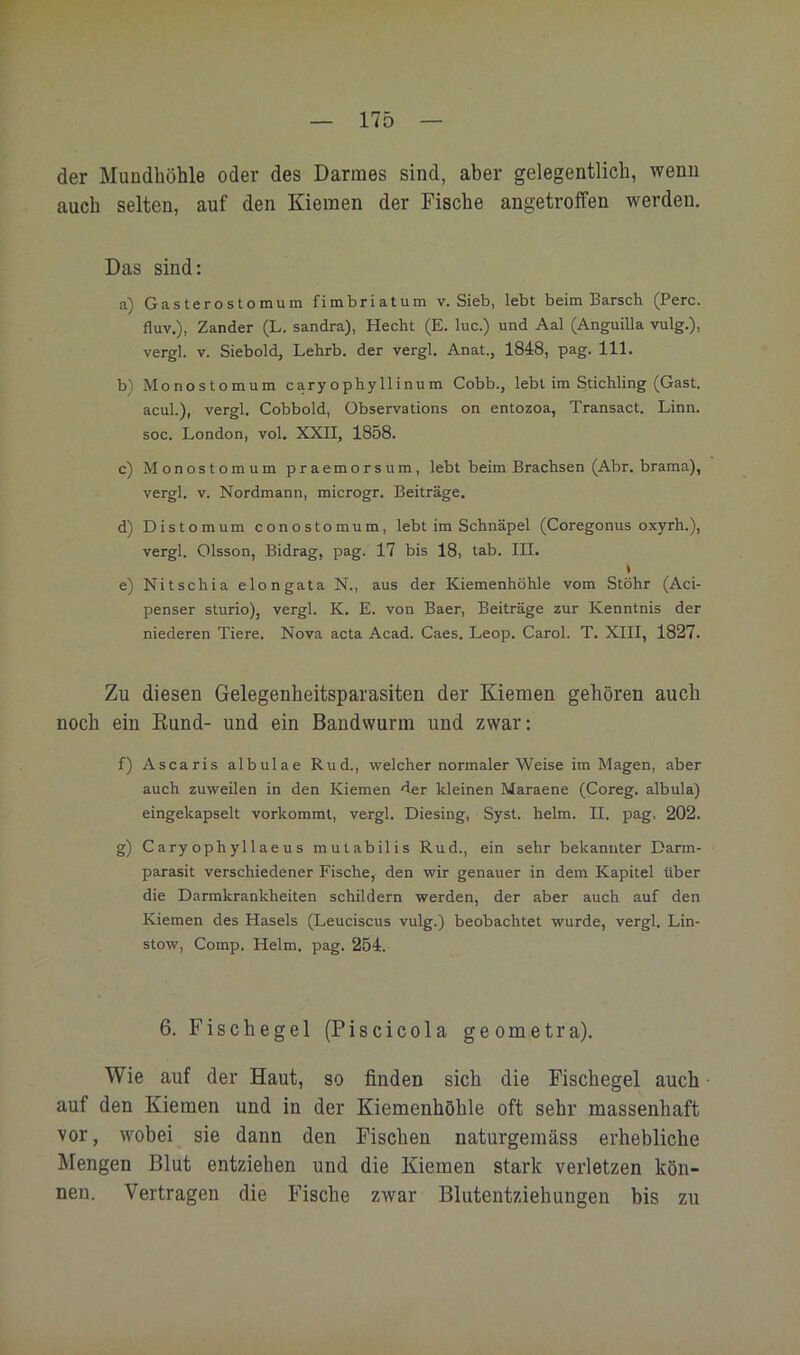 — 175 —
der Mundhöhle oder des Darmes sind, aber gelegentlich, wenn
auch selten, auf den Kiemen der Fische angetroffen werden.
Das sind:
a) Gasterostomum fimbriatum v. Sieb, lebt beim Barsch (Perc.
fluv.), Zander (L. sandra), Hecht (E. luc.) und Aal (Anguilla vulg.),
vergl. v. Siebold, Lehrb. der vergl. Anat., 1848, pag. 111.
b) Monostomum caryophyllinum Cobb., lebt im Stichling (Gast.
acul.), vergl. Cobbold, Observations on entozoa, Transact. Linn.
soc. London, vol. XXII, 1858.
c) Monostomum praemorsum, lebt beim Brachsen (Abr. brama),
vergl. v. Nordmann, microgr. Beiträge.
d) Distomum conostomum, lebt im Schnäpel (Coregonus oxyrh.),
vergl. Olsson, Bidrag, pag. 17 bis 18, tab. III.
e) Nitschia elongata N., aus der Kiemenhöhle vom Stöhr (Aci-
penser sturio), vergl. K. E. von Baer, Beiträge zur Kenntnis der
niederen Tiere. Nova acta Acad. Caes. Leop. Carol. T. XIII, 1827.
Zu diesen Gelegenheitsparasiten der Kiemen gehören auch
noch ein Rund- und ein Bandwurm und zwar:
f) Ascaris albulae Rud., welcher normaler Weise im Magen, aber
auch zuweilen in den Kiemen der kleinen Maraene (Coreg. albula)
eingekapselt vorkommt, vergl. Diesing, Syst. helm. II. pag. 202.
g) Caryophyllaeus mutabilis Rud., ein sehr bekannter Darm-
parasit verschiedener Fische, den wir genauer in dem Kapitel über
die Darmkrankheiten schildern werden, der aber auch auf den
Kiemen des Hasels (Leuciscus vulg.) beobachtet wurde, vergl. Lin-
stow, Comp. Helm. pag. 254.
6. Fischegel (Piscicola geometra).
Wie auf der Haut, so finden sich die Fischegel auch
auf den Kiemen und in der Kiemenhöhle oft sehr massenhaft
vor, wobei sie dann den Fischen naturgemäss erhebliche
Mengen Blut entziehen und die Kiemen stark verletzen kön-
nen. Vertragen die Fische zwar Blutentziehungen bis zu